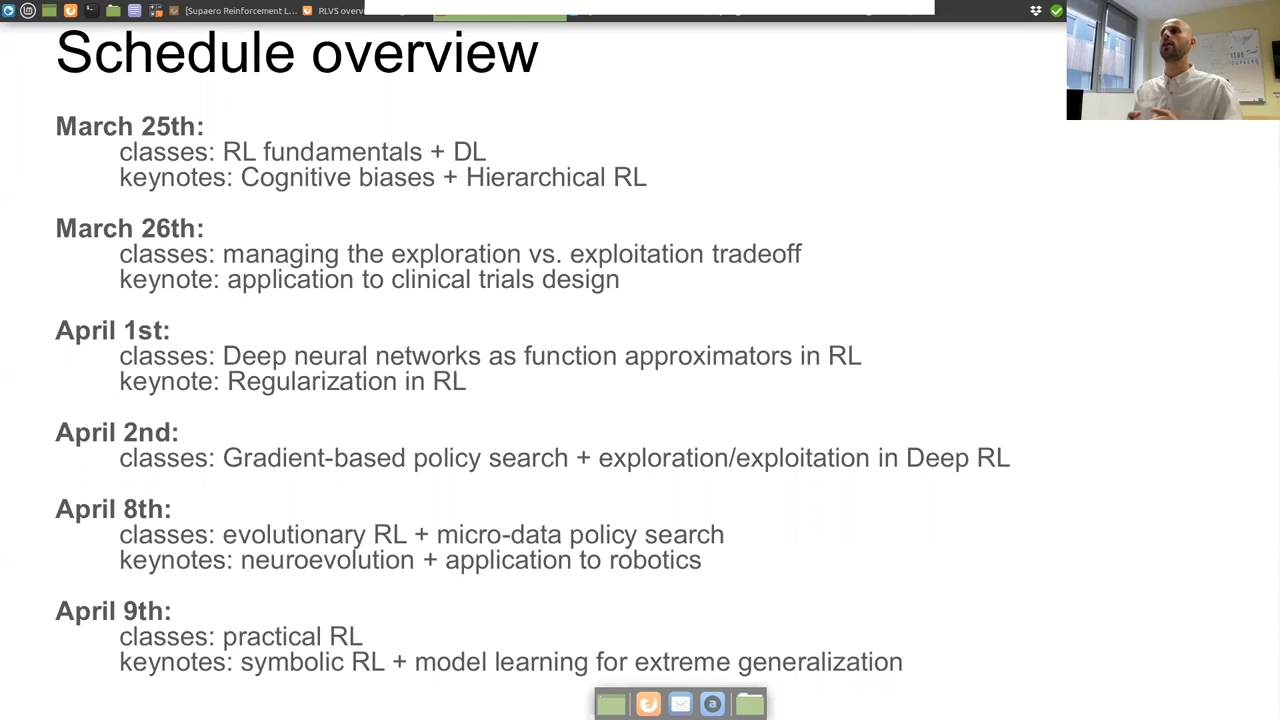 [Supaero Reinforcement L...
RLVS overv
Schedule overview
March 25th:
classes: RL fundamentals + DL
keynotes: Cognitive biases + Hierarchical RL
March 26th:
classes: managing the exploration vs. exploitation tradeoff
keynote: application to clinical trials design
April 1st:
classes: Deep neural networks as function approximators in RL
keynote: Regularization in RL
April 2nd:
classes: Gradient-based policy search + exploration/exploitation in Deep RL
April 8th:
classes: evolutionary RL + micro-data policy search
keynotes: neuroevolution + application to robotics
April 9th:
classes: practical RL
keynotes: symbolic RL + model learning for extreme generalization